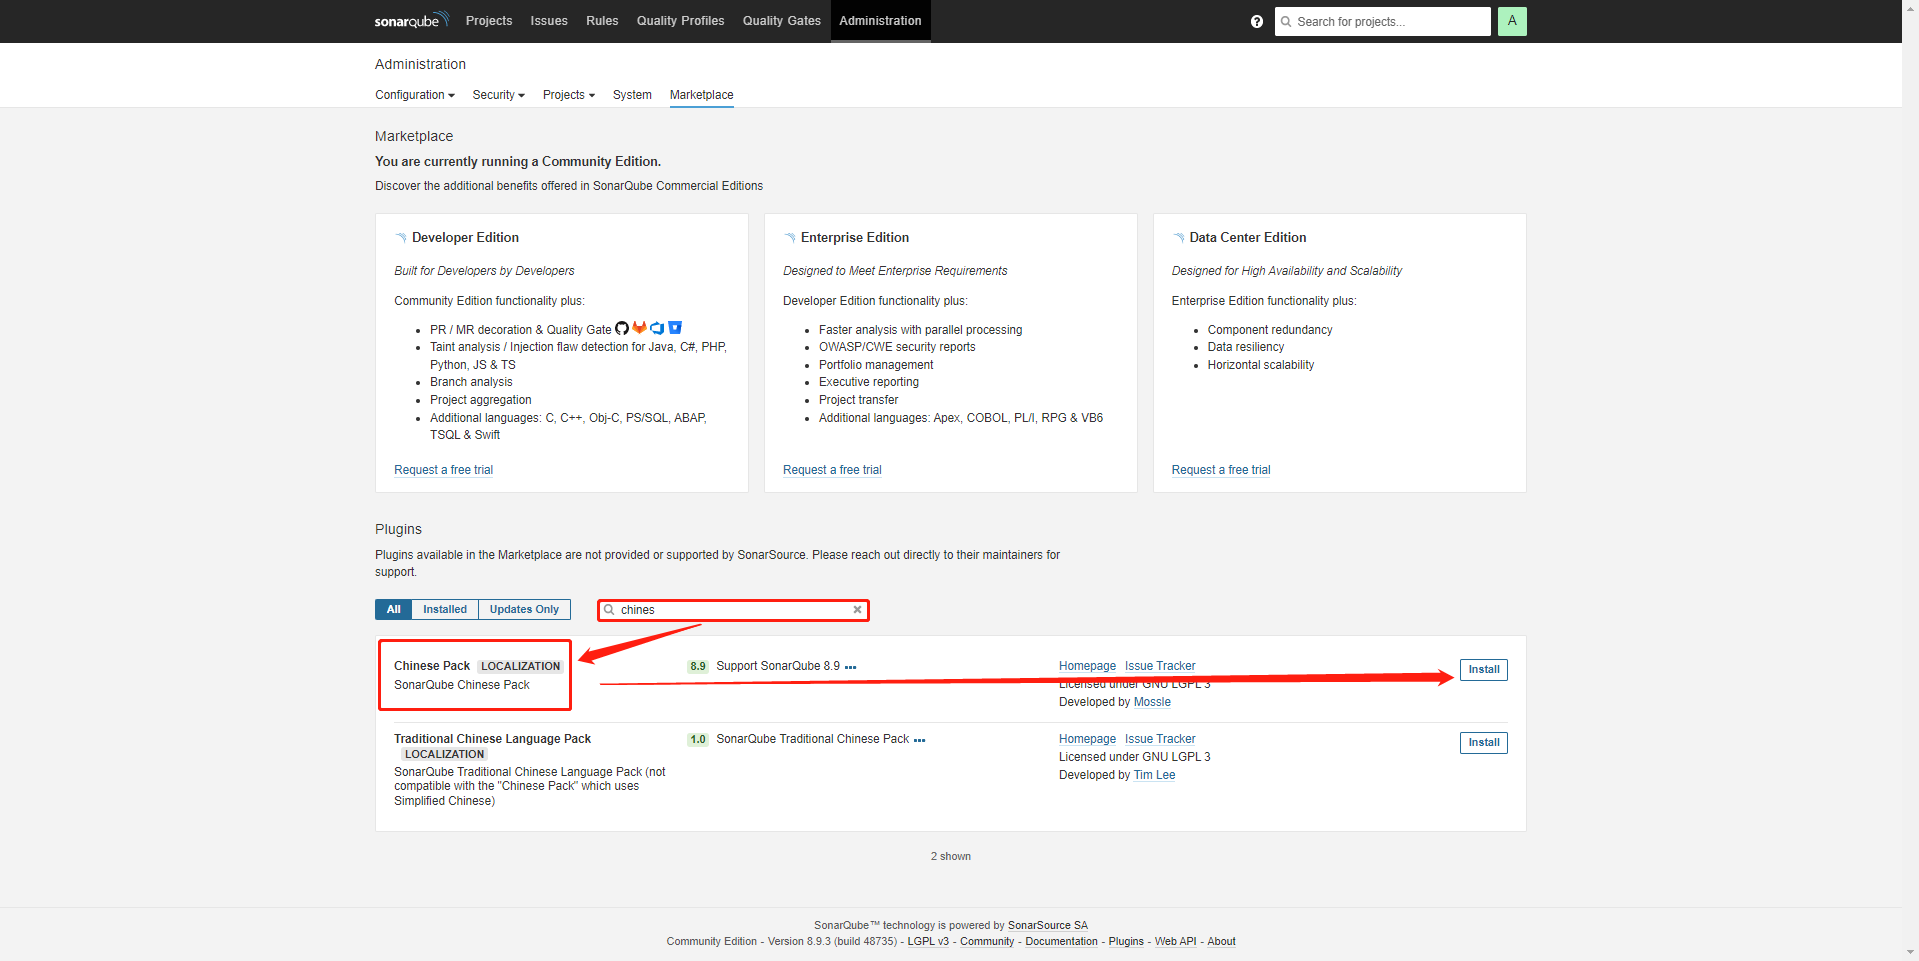 sonarqube Projects Issues Rules Quality Profiles Quality Gates Administration ? Search for projects... A
Administration
Configuration Security Projects System Marketplace
Marketplace
You are currently running a Community Edition.
Discover the additional benefits offered in SonarQube Commercial Editions
Developer Edition
Built for Developers by Developers
Community Edition functionality plus:
PR / MR decoration & Quality Gate
Taint analysis / Injection flaw detection for Java, C#, PHP,
Python, JS & TS
Branch analysis
Project aggregation
Additional languages: C, C++, Obj-C, PS/SQL, ABAP,
TSQL & Swift
Request a free trial
Enterprise Edition
Designed to Meet Enterprise Requirements
Developer Edition functionality plus:
Faster analysis with parallel processing
OWASP/CWE security reports
Portfolio management
Executive reporting
Project transfer
Additional languages: Apex, COBOL, PL/I, RPG & VB6
Request a free trial
Data Center Edition
Designed for High Availability and Scalability
Enterprise Edition functionality plus:
Component redundancy
Data resiliency
Horizontal scalability
Request a free trial
Plugins
Plugins available in the Marketplace are not provided or supported by SonarSource. Please reach out directly to their maintainers for
support.
All Installed Updates Only chines
Chinese Pack LOCALIZATION
SonarQube Chinese Pack
8.9 Support SonarQube 8.9 •••
Homepage Issue Tracker
Licensed under GNU LGPL 3
Developed by Mossle
Install
Traditional Chinese Language Pack
LOCALIZATION
SonarQube Traditional Chinese Language Pack (not
compatible with the "Chinese Pack" which uses
Simplified Chinese)
1.0 SonarQube Traditional Chinese Pack •••
Homepage Issue Tracker
Licensed under GNU LGPL 3
Developed by Tim Lee
Install
2 shown
SonarQube™ technology is powered by SonarSource SA
Community Edition - Version 8.9.3 (build 48735) - LGPL v3 - Community - Documentation - Plugins - Web API - About